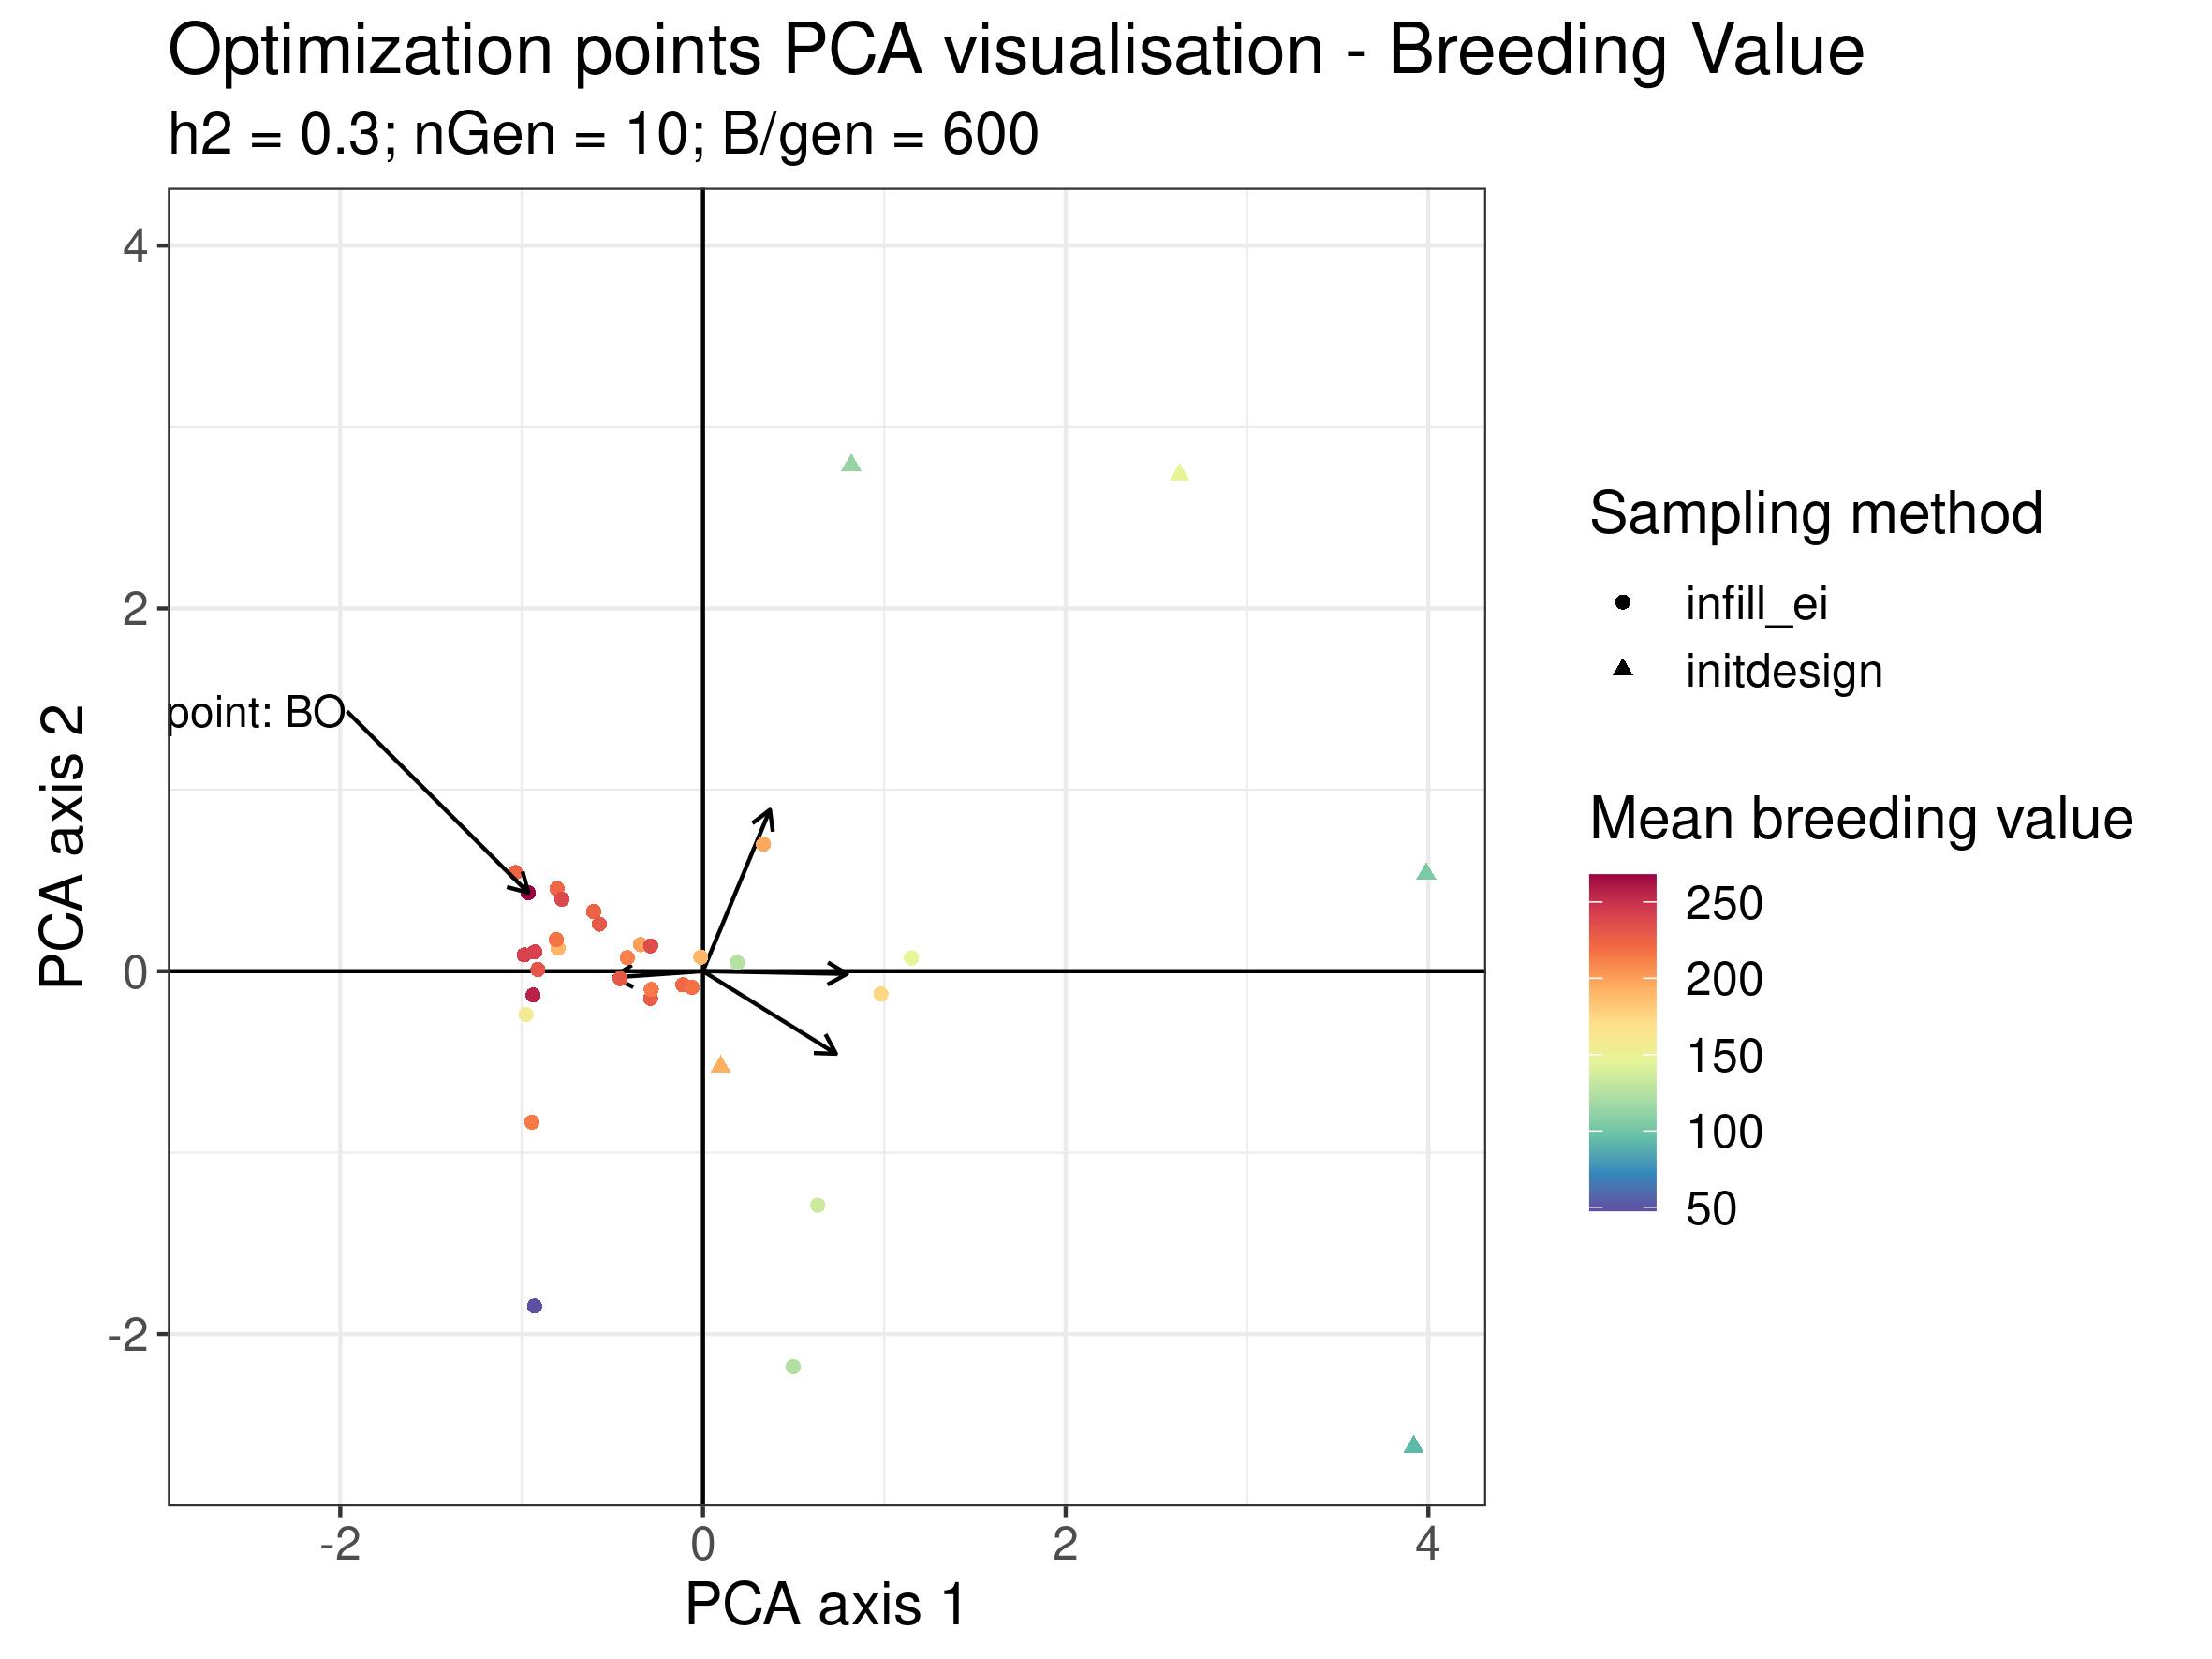 Optimization points PCA visualisation - Breeding Value
h2 = 0.3; nGen = 10; B/gen = 600
PCA axis 2
4
2
0
-2
point: BO
-2
0
2
4
PCA axis 1
Sampling method
infill_ei
initdesign
Mean breeding value
250
200
150
100
50